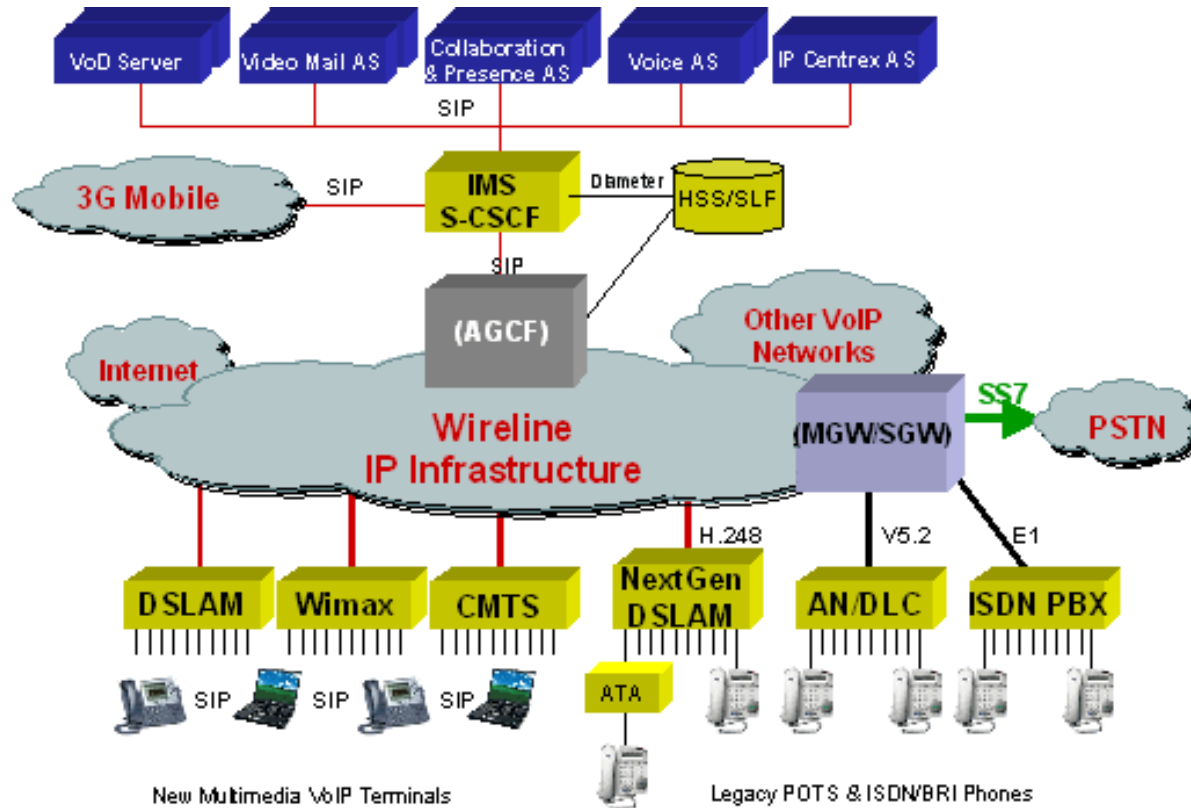 VoD Server
Video Mail AS
Collaboration
& Presence AS
Voice AS
IP Centrex AS
SIP
3G Mobile
SIP
IMS
S-CSCF
Diameter
HSS/SLF
SIP
(AGCF)
Other VoIP
Networks
Internet
Wireline
IP Infrastructure
(MGW/SGW)
SS7
PSTN
H.248
V5.2
E1
DSLAM
Wimax
CMTS
NextGen
DSLAM
AN/DLC
ISDN PBX
ATA
SIP
SIP
SIP
New Multimedia VoIP Terminals
Legacy POTS & ISDN/BRI Phones